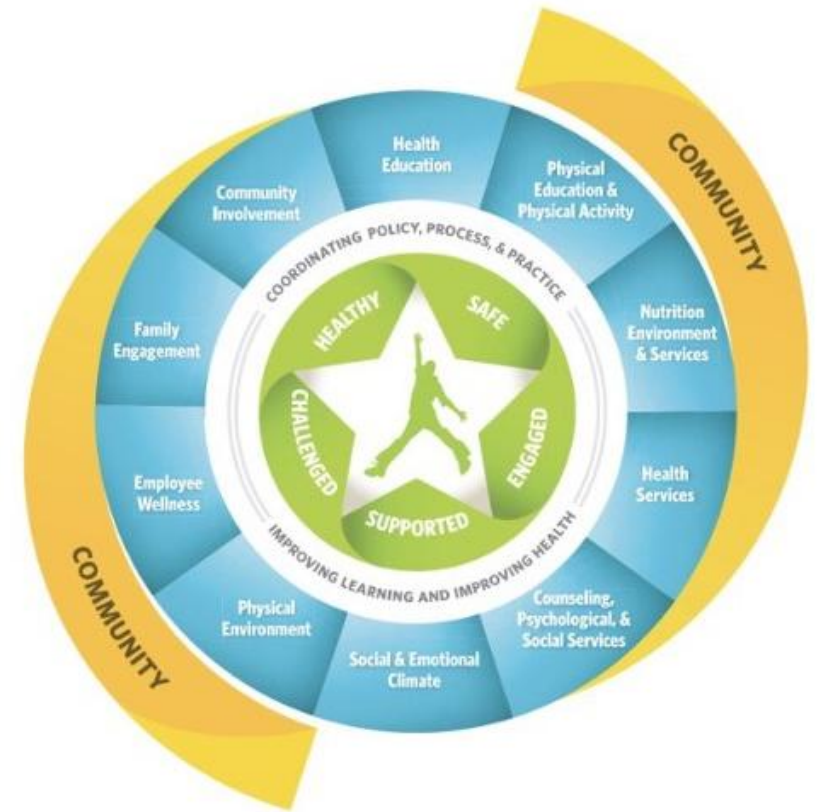 COMMUNITY
Health
Education
Physical
Education &
Physical Activity
Nutrition
Environment
& Services
Health
Services
Counseling,
Psychological, &
Social Services
Social & Emotional
Climate
Physical
Environment
Employee
Wellness
Family
Engagement
Community
Involvement
COORDINATING POLICY, PROCESS, & PRACTICE
IMPROVING LEARNING AND IMPROVING HEALTH
HEALTHY
SAFE
ENGAGED
SUPPORTED
CHALLENGED
COMMUNITY